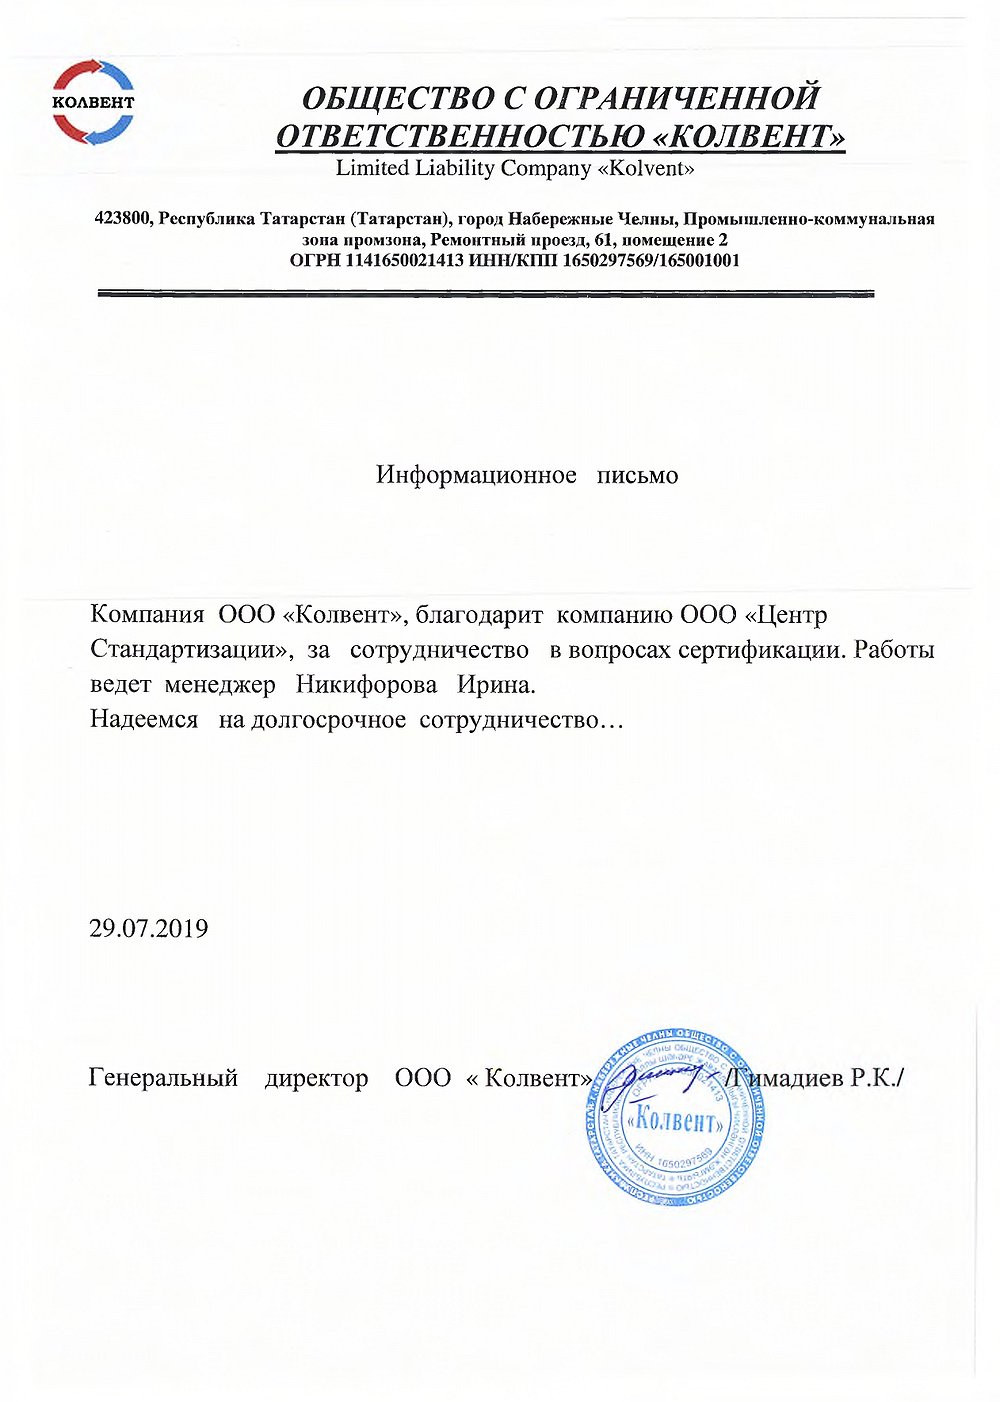 КОЛВЕНТ
ОБЩЕСТВО С ОГРАНИЧЕННОЙ
ОТВЕТСТВЕННОСТЬЮ «КОЛВЕНТ»
Limited Liability Company «Kolvent»
423800, Республика Татарстан (Татарстан), город Набережные Челны, Промышленно-коммунальная
зона промзона, Ремонтный проезд, 61, помещение 2
ОГРН 1141650021413 ИНН/КПП 1650297569/165001001
Информационное письмо
Компания ООО «Колвент», благодарит компанию ООО «Центр
Стандартизации», за сотрудничество в вопросах сертификации. Работы
ведет менеджер Никифорова Ирина.
Надеемся на долгосрочное сотрудничество…
29.07.2019
Генеральный директор ООО « Колвент» /Гимадиев Р.К./
«Колвент»
ИНН 1650297569